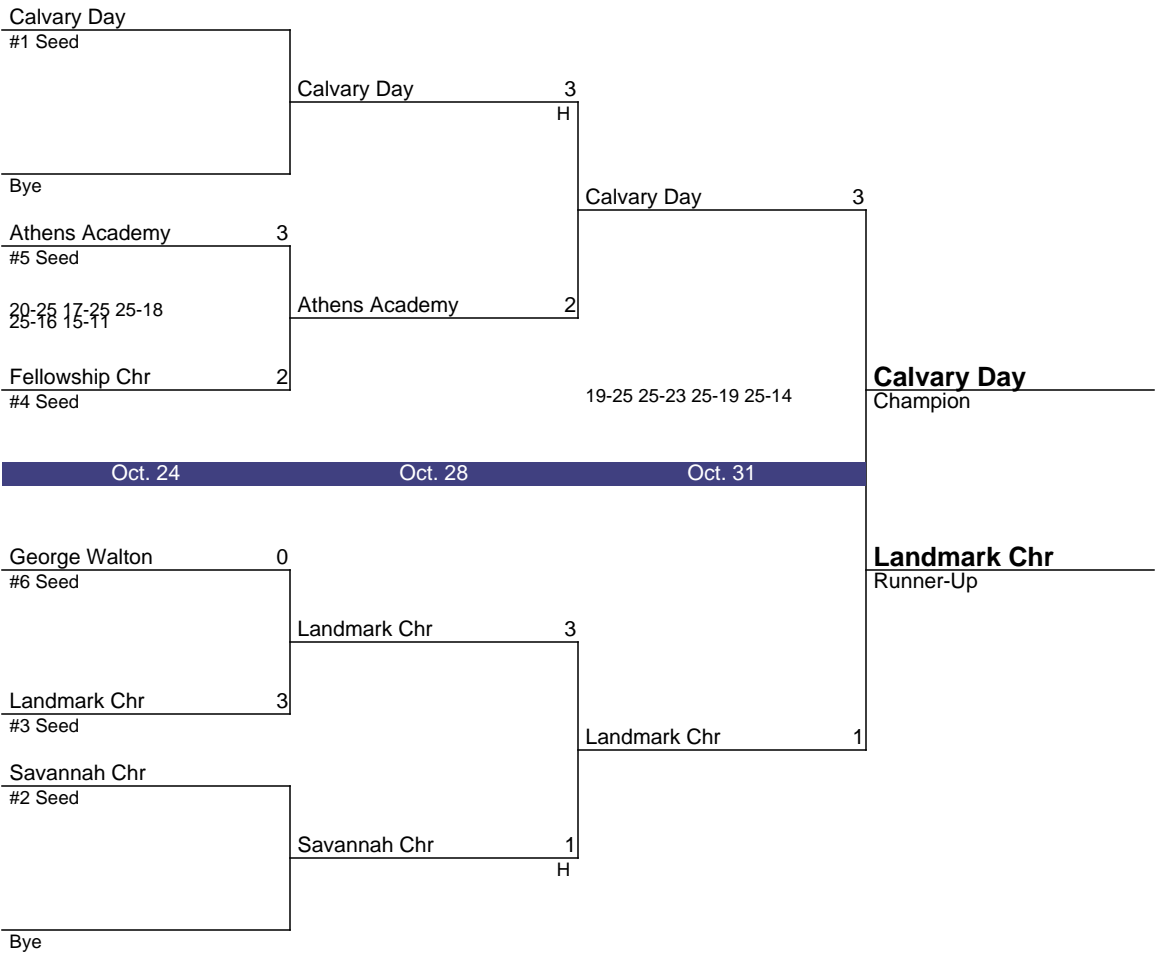 Calvary Day
#1 Seed
Calvary Day 3
H
Bye
Calvary Day 3
Athens Academy 3
#5 Seed
20-25 17-25 25-18
25-16 15-11
Athens Academy 2
Fellowship Chr 2
#4 Seed
19-25 25-23 25-19 25-14
Calvary Day
Champion
Oct. 24 Oct. 28 Oct. 31
George Walton 0
#6 Seed
Landmark Chr
Runner-Up
Landmark Chr 3
Landmark Chr 3
#3 Seed
Landmark Chr 1
Savannah Chr
#2 Seed
Savannah Chr 1
H
Bye